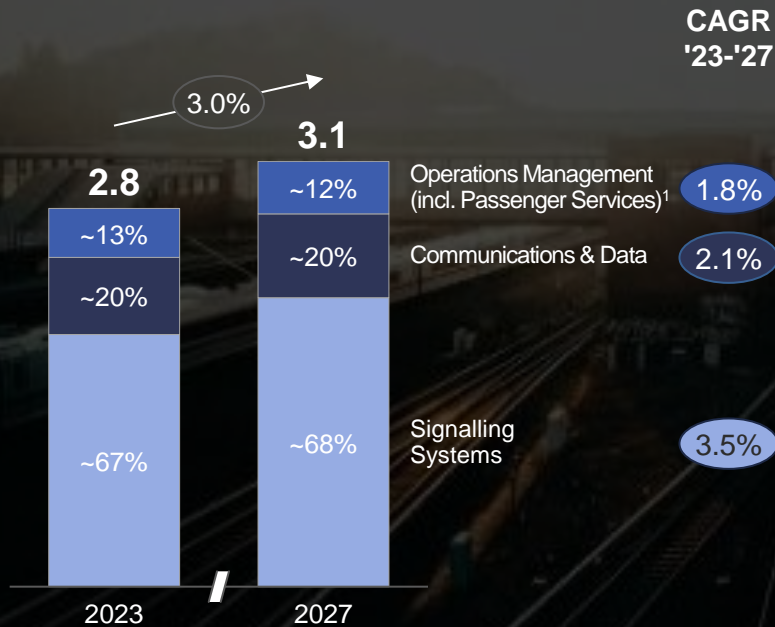 CAGR
'23-'27
3.0%
2.8
3.1
~13%
~12%
Operations Management
(incl. Passenger Services)¹
1.8%
~20%
~20%
Communications & Data
2.1%
~67%
~68%
Signalling
Systems
3.5%
2023
2027